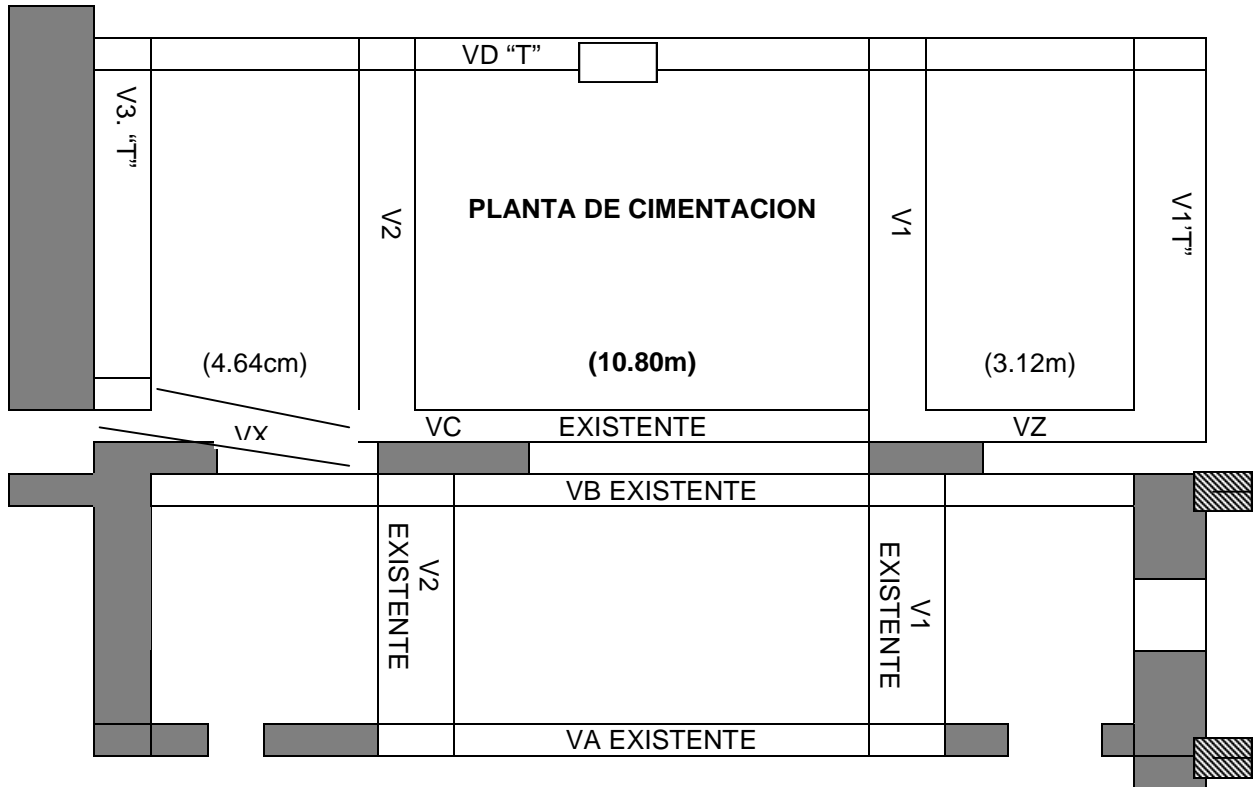 VD “T”
V3. “T”
V2
PLANTA DE CIMENTACION
V1
V1’T”
(4.64cm)
(10.80m)
(3.12m)
VX
VC
EXISTENTE
VZ
VB EXISTENTE
V2
EXISTENTE
V1
EXISTENTE
VA EXISTENTE